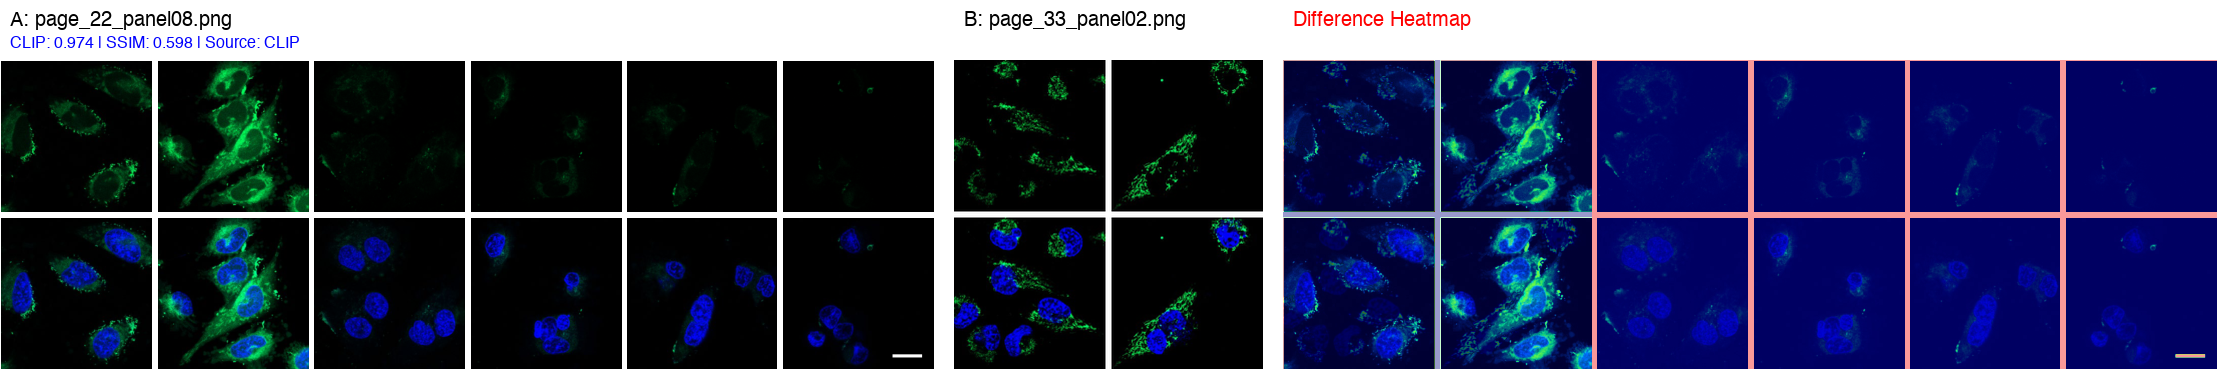 A: page_22_panel08.png
CLIP: 0.974 | SSIM: 0.598 | Source: CLIP
B: page_33_panel02.png
Difference Heatmap